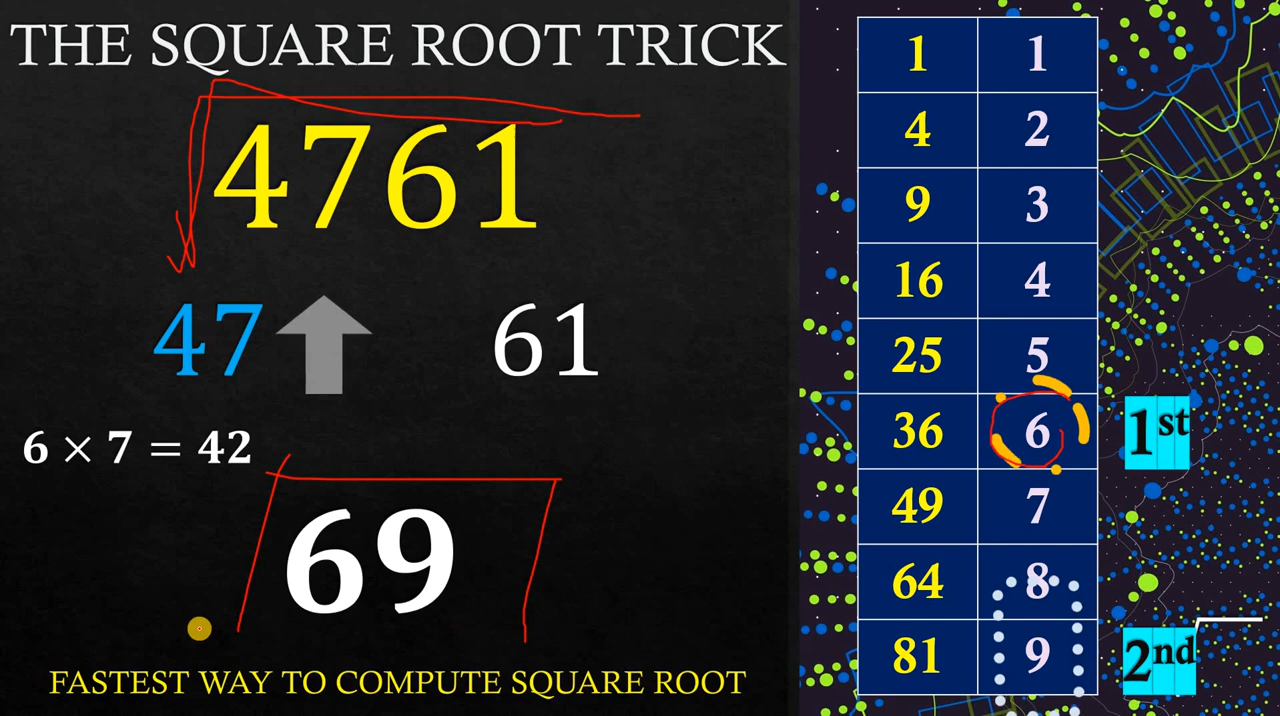 THE SQUARE ROOT TRICK
4761
47 61
6 × 7 = 42
69
FASTEST WAY TO COMPUTE SQUARE ROOT
1 1
4 2
9 3
16 4
25 5
36 6
49 7
64 8
81 9
1st
2nd